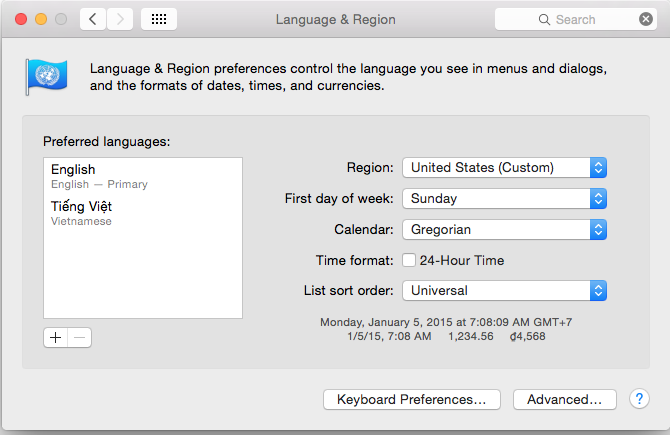 Language & Region
Search
Language & Region preferences control the language you see in menus and dialogs,
and the formats of dates, times, and currencies.
Preferred languages:
English
English — Primary
Tiếng Việt
Vietnamese
Region: United States (Custom)
First day of week: Sunday
Calendar: Gregorian
Time format: 24-Hour Time
List sort order: Universal
Monday, January 5, 2015 at 7:08:09 AM GMT+7
1/5/15, 7:08 AM 1,234.56 ₫4,568
Keyboard Preferences...
Advanced...
?